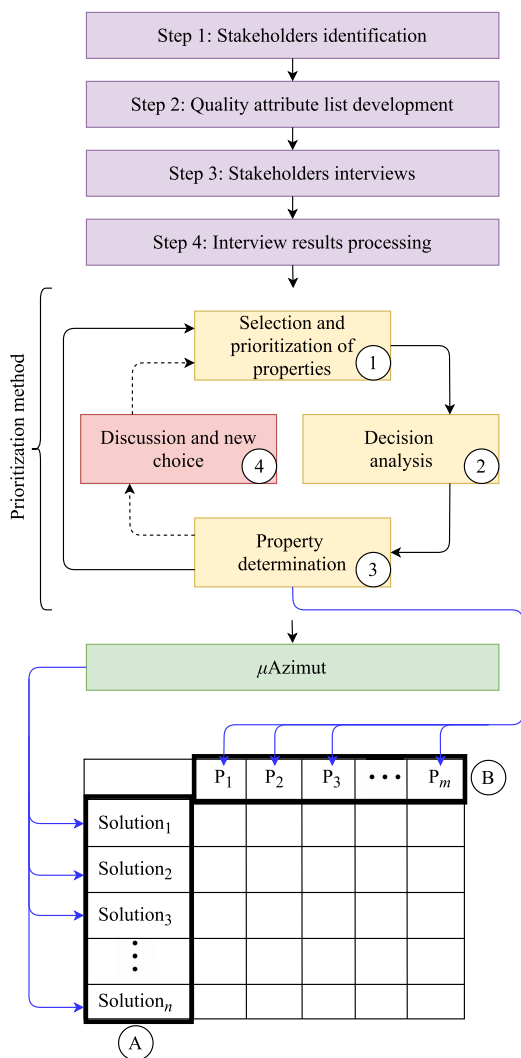 Step 1: Stakeholders identification
Step 2: Quality attribute list development
Step 3: Stakeholders interviews
Step 4: Interview results processing
Prioritization method
Selection and
prioritization of
properties
1
Discussion and new
choice
4
Decision
analysis
2
Property
determination
3
μAzimut
P1 P2 P3 ••• Pm
B
Solution1
Solution2
Solution3
⋮
Solutionn
A